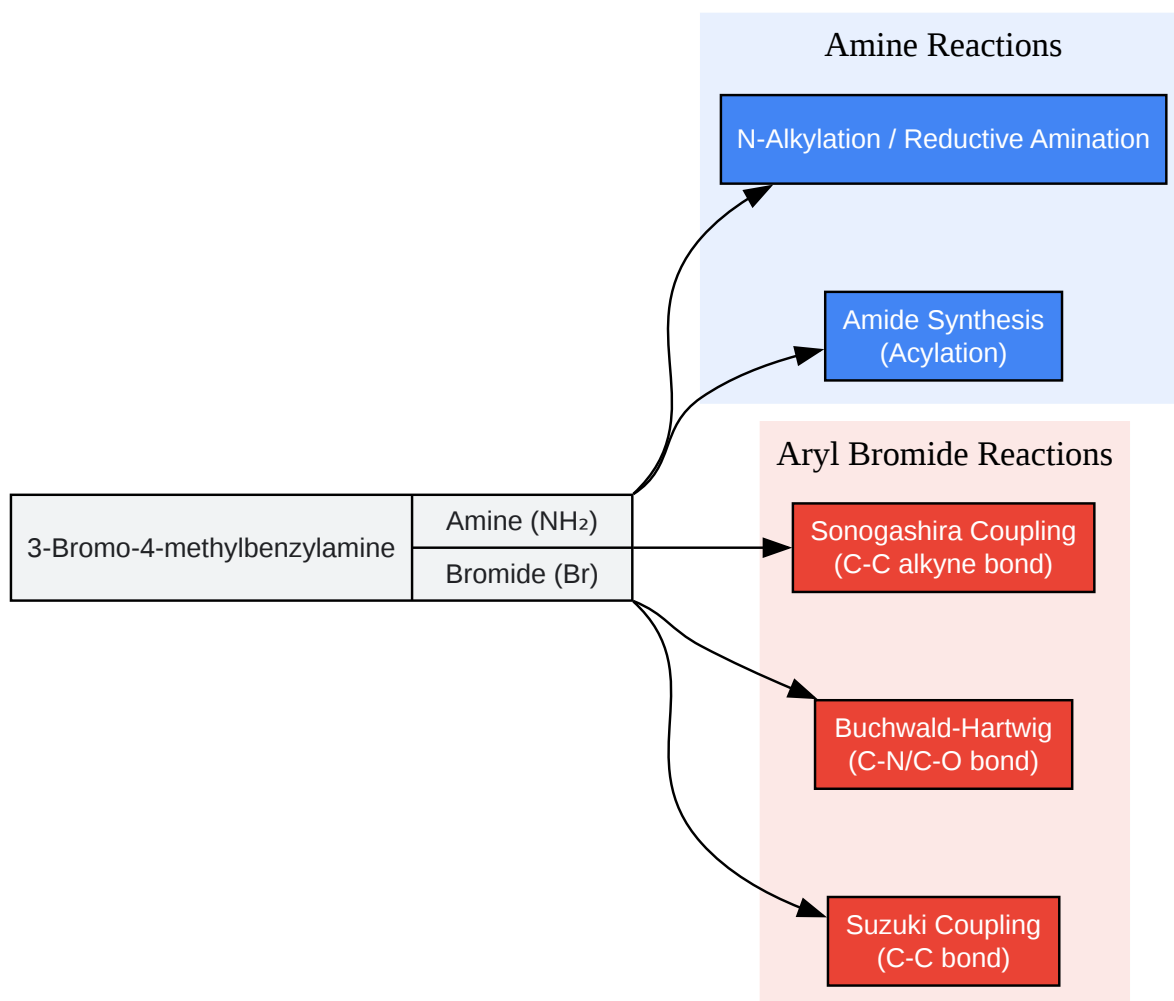 Amine Reactions
N-Alkylation / Reductive Amination
Amide Synthesis
(Acylation)
3-Bromo-4-methylbenzylamine
Amine (NH₂)
Bromide (Br)
Aryl Bromide Reactions
Sonogashira Coupling
(C-C alkyne bond)
Buchwald-Hartwig
(C-N/C-O bond)
Suzuki Coupling
(C-C bond)